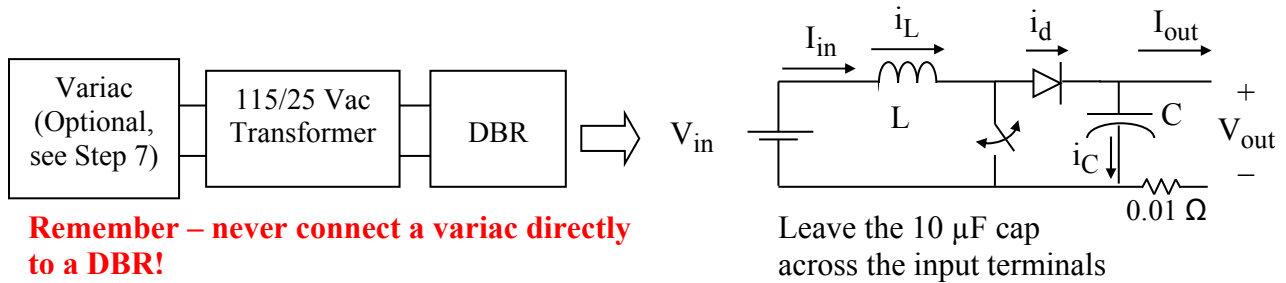 Variac
(Optional,
see Step 7)
115/25 Vac
Transformer
DBR
Remember – never connect a variac directly
to a DBR!
V_in
I_in
i_L
L
i_d
I_out
C
i_C
+
V_out
–
0.01 Ω
Leave the 10 µF cap
across the input terminals